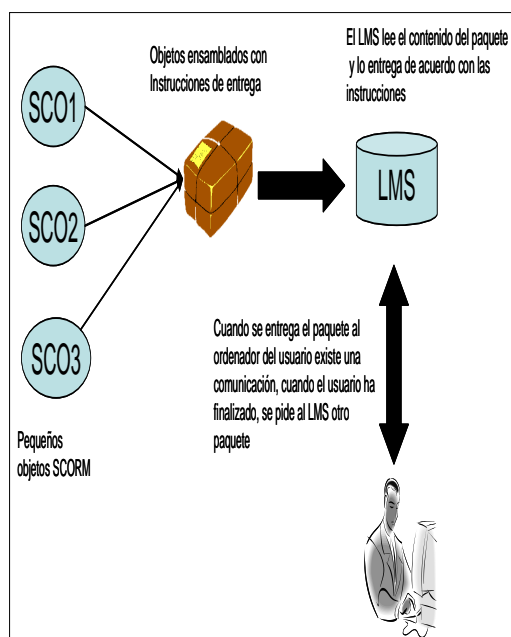 Objetos ensamblados con
Instrucciones de entrega
El LMS lee el contenido del paquete
y lo entrega de acuerdo con las
instrucciones
SCO1
SCO2
SCO3
LMS
Cuando se entrega el paquete al
ordenador del usuario existe una
comunicación, cuando el usuario ha
finalizado, se pide al LMS otro
paquete
Pequeños
objetos SCORM